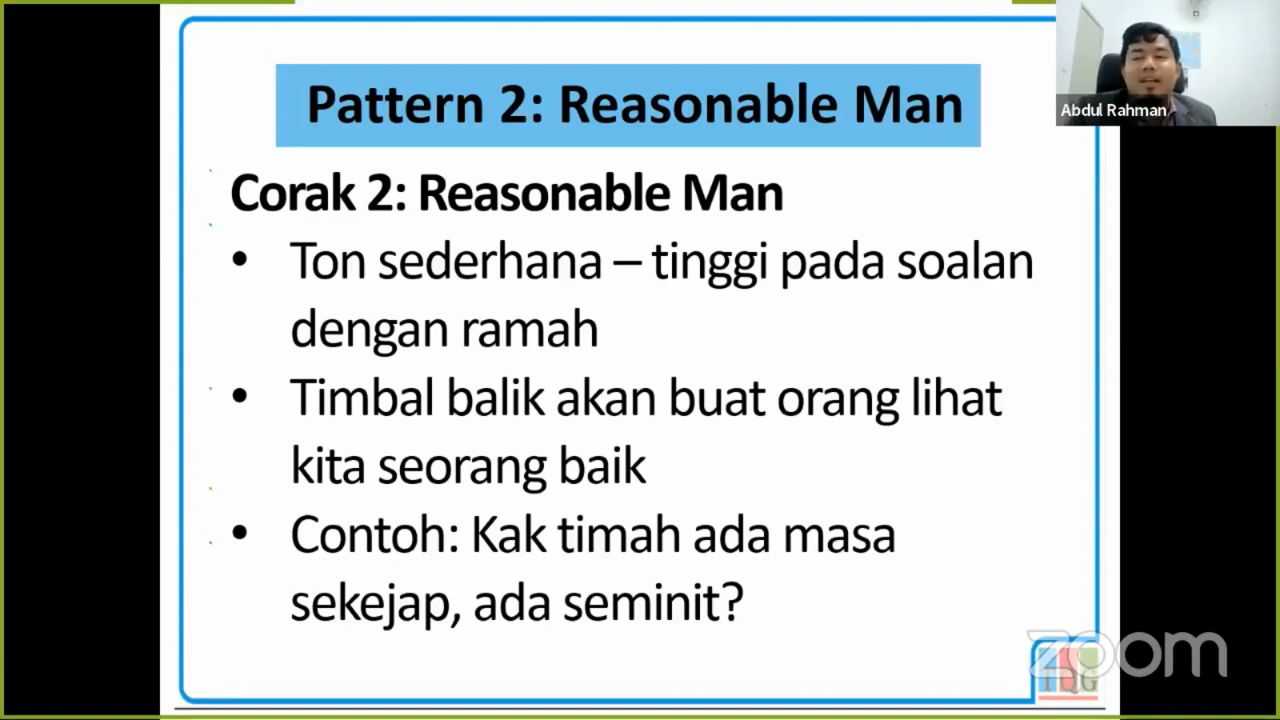 Pattern 2: Reasonable Man
Abdul Rahman
Corak 2: Reasonable Man
• Ton sederhana – tinggi pada soalan
dengan ramah
• Timbal balik akan buat orang lihat
kita seorang baik
• Contoh: Kak timah ada masa
sekejap, ada seminit?
zoom
TQG